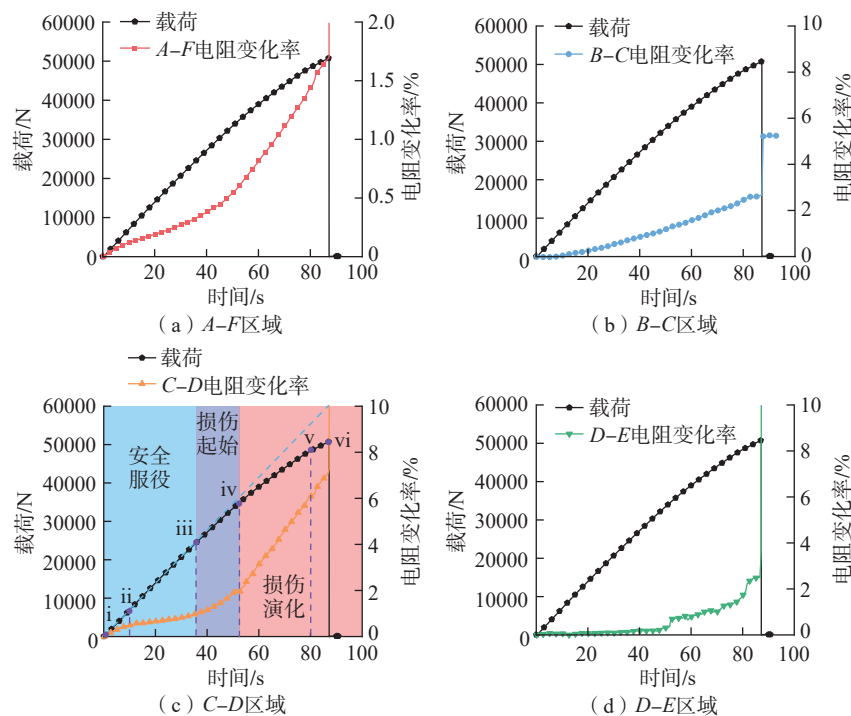 载荷
A–F电阻变化率
60000
50000
40000
30000
20000
10000
0
载荷/N
2.0
1.5
1.0
0.5
0
电阻变化率/%
20
40
60
80
100
时间/s
（a）A–F区域
载荷
B–C电阻变化率
60000
50000
40000
30000
20000
10000
0
载荷/N
10
8
6
4
2
0
电阻变化率/%
20
40
60
80
100
时间/s
（b）B–C区域
载荷
C–D电阻变化率
60000
50000
40000
30000
20000
10000
0
载荷/N
安全
服役
损伤
起始
损伤
演化
i
ii
iii
iv
v
vi
10
8
6
4
2
0
电阻变化率/%
20
40
60
80
100
时间/s
（c）C–D区域
载荷
D–E电阻变化率
60000
50000
40000
30000
20000
10000
0
载荷/N
10
8
6
4
2
0
电阻变化率/%
20
40
60
80
100
时间/s
（d）D–E区域